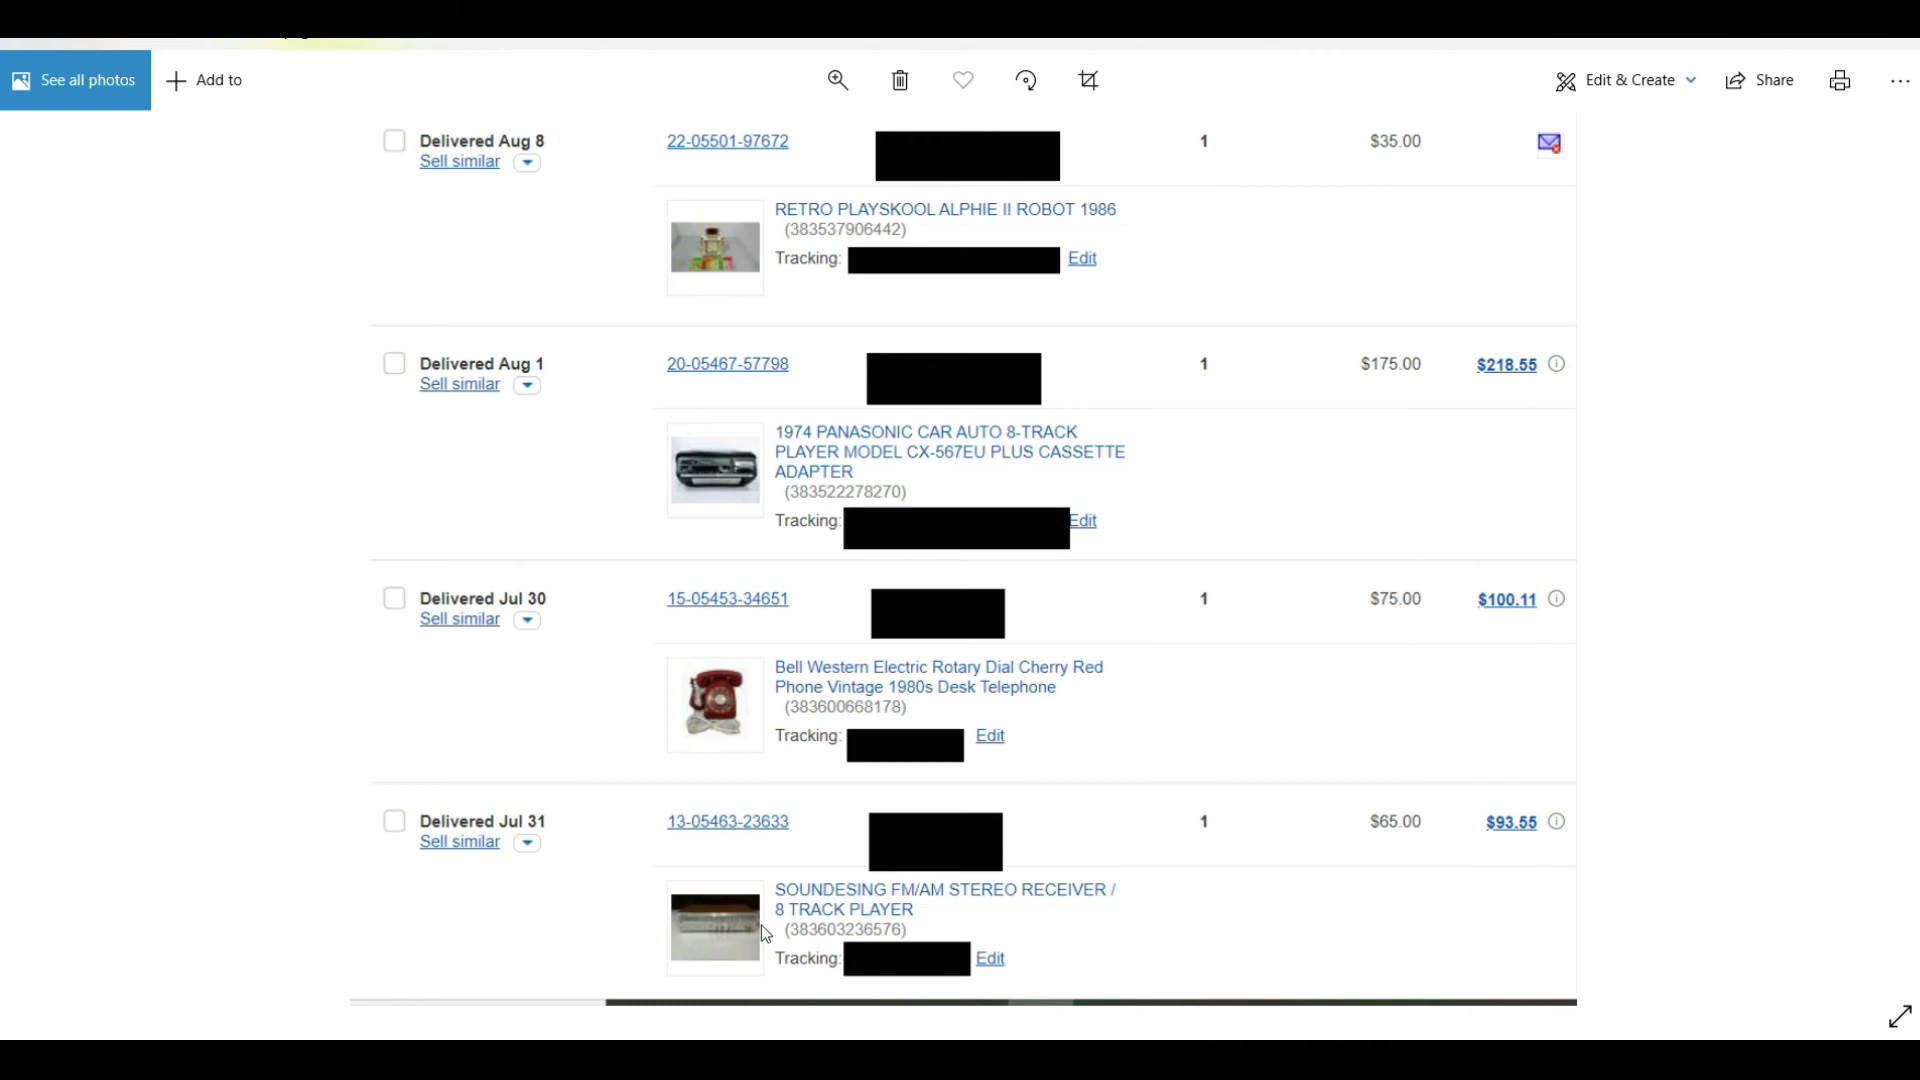 See all photos
Add to
Edit & Create
Share
Delivered Aug 8
Sell similar
22-05501-97672
1
$35.00
RETRO PLAYSKOOL ALPHIE II ROBOT 1986
(383537906442)
Tracking:
Edit
Delivered Aug 1
Sell similar
20-05467-57798
1
$175.00
$218.55
1974 PANASONIC CAR AUTO 8-TRACK
PLAYER MODEL CX-567EU PLUS CASSETTE
ADAPTER
(383522278270)
Tracking:
Edit
Delivered Jul 30
Sell similar
15-05453-34651
1
$75.00
$100.11
Bell Western Electric Rotary Dial Cherry Red
Phone Vintage 1980s Desk Telephone
(383600668178)
Tracking:
Edit
Delivered Jul 31
Sell similar
13-05463-23633
1
$65.00
$93.55
SOUNDESING FM/AM STEREO RECEIVER /
8 TRACK PLAYER
(383603236576)
Tracking:
Edit